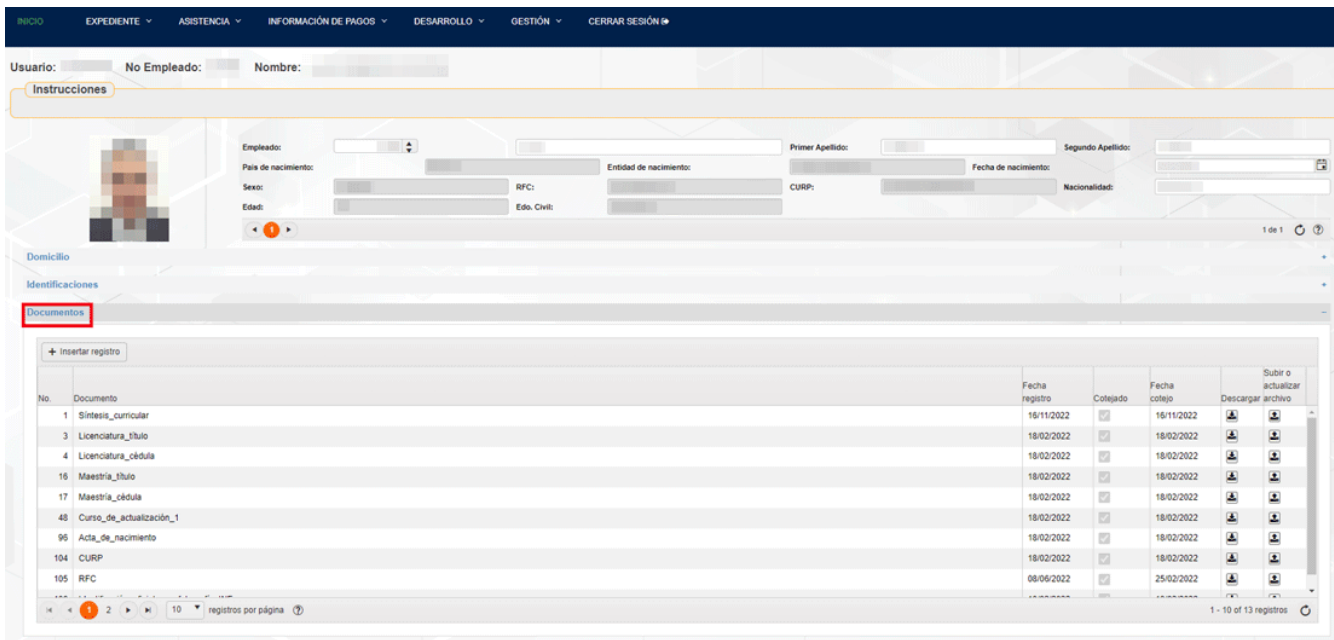 INICIO EXPEDIENTE ASISTENCIA INFORMACIÓN DE PAGOS DESARROLLO GESTIÓN CERRAR SESIÓN
Usuario: No Empleado: Nombre:
Instrucciones
Empleado: Primer Apellido: Segundo Apellido:
País de nacimiento: Entidad de nacimiento: Fecha de nacimiento:
Sexo: RFC: CURP: Nacionalidad:
Edad: Edo. Civil:
1 1 de 1
Domicilio
Identificaciones
Documentos
+ Insertar registro
No. Documento Fecha registro Cotejado Fecha cotejo Descargar Subir o actualizar archivo
1 Síntesis_curricular 16/11/2022 16/11/2022
3 Licenciatura_título 18/02/2022 18/02/2022
4 Licenciatura_cédula 18/02/2022 18/02/2022
16 Maestría_título 18/02/2022 18/02/2022
17 Maestría_cédula 18/02/2022 18/02/2022
48 Curso_de_actualización_1 18/02/2022 18/02/2022
96 Acta_de_nacimiento 18/02/2022 18/02/2022
104 CURP 18/02/2022 18/02/2022
105 RFC 08/06/2022 25/02/2022
1 2 10 registros por página 1 - 10 of 13 registros